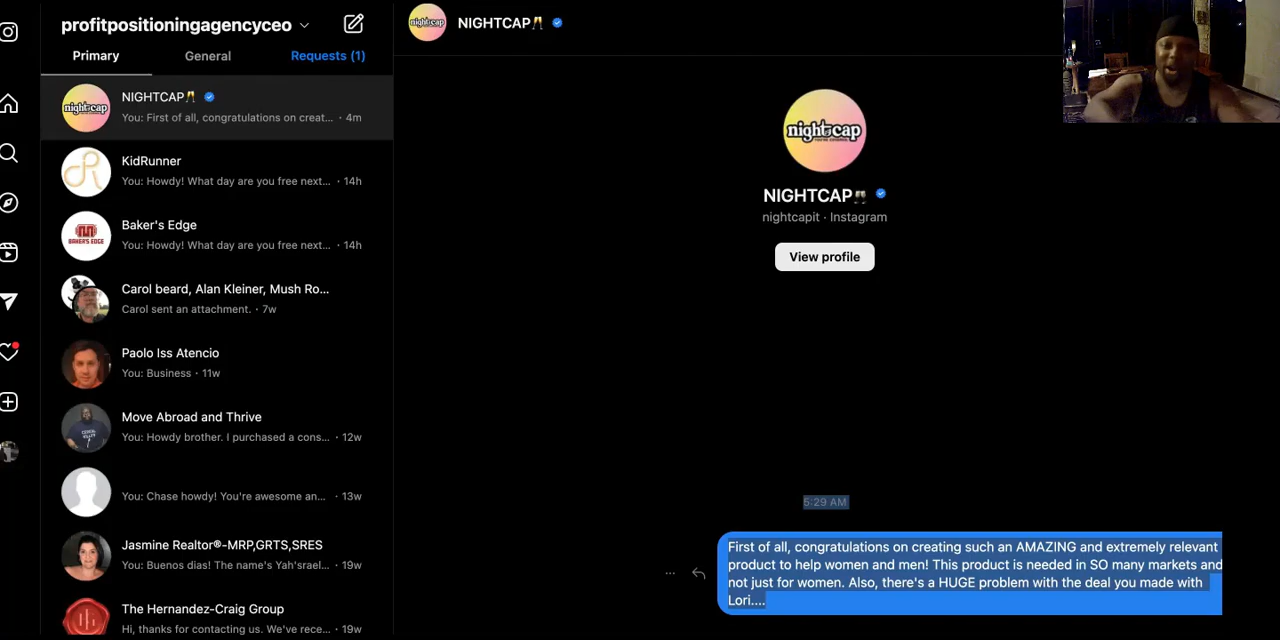 profitpositioningagencyceo
Primary General Requests (1)
NIGHTCAP🥂
You: First of all, congratulations on creat... · 4m
KidRunner
You: Howdy! What day are you free next... · 14h
Baker's Edge
You: Howdy! What day are you free next... · 14h
Carol beard, Alan Kleiner, Mush Ro...
Carol sent an attachment. · 7w
Paolo Iss Atencio
You: Business · 11w
Move Abroad and Thrive
You: Howdy brother. I purchased a cons... · 12w
You: Chase howdy! You're awesome an... · 13w
Jasmine Realtor®-MRP,GRTS,SRES
You: Buenos dias! The name's Yah'srael... · 19w
The Hernandez-Craig Group
Hi, thanks for contacting us. We've rece... · 19w
nightcap
BAKER'S EDGE
NIGHTCAP🥂
nightcap
NIGHTCAP🥂
nightcapit · Instagram
View profile
5:29 AM
First of all, congratulations on creating such an AMAZING and extremely relevant
product to help women and men! This product is needed in SO many markets and
not just for women. Also, there's a HUGE problem with the deal you made with
Lori....